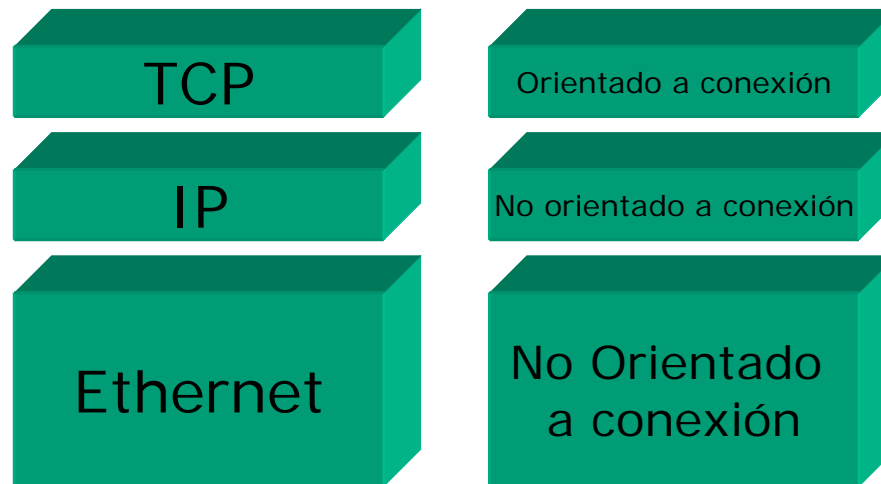 TCP
Orientado a conexión
IP
No orientado a conexión
Ethernet
No Orientado
a conexión